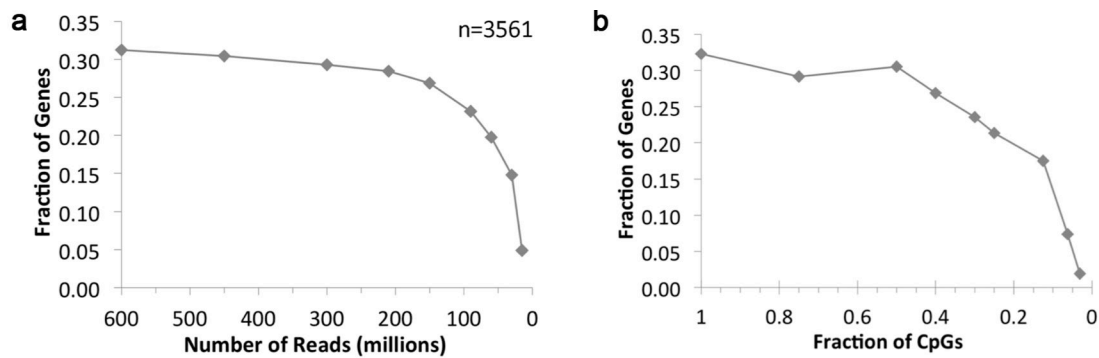 a
n=3561
Fraction of Genes
0.35
0.30
0.25
0.20
0.15
0.10
0.05
0.00
600 500 400 300 200 100 0
Number of Reads (millions)
b
Fraction of Genes
0.35
0.30
0.25
0.20
0.15
0.10
0.05
0.00
1 0.8 0.6 0.4 0.2 0
Fraction of CpGs